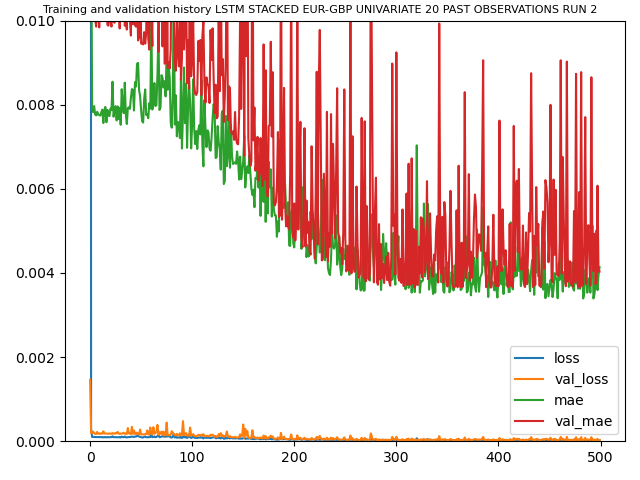 Training and validation history LSTM STACKED EUR-GBP UNIVARIATE 20 PAST OBSERVATIONS RUN 2
0.010
0.008
0.006
0.004
0.002
0.000
loss
val_loss
mae
val_mae
0 100 200 300 400 500